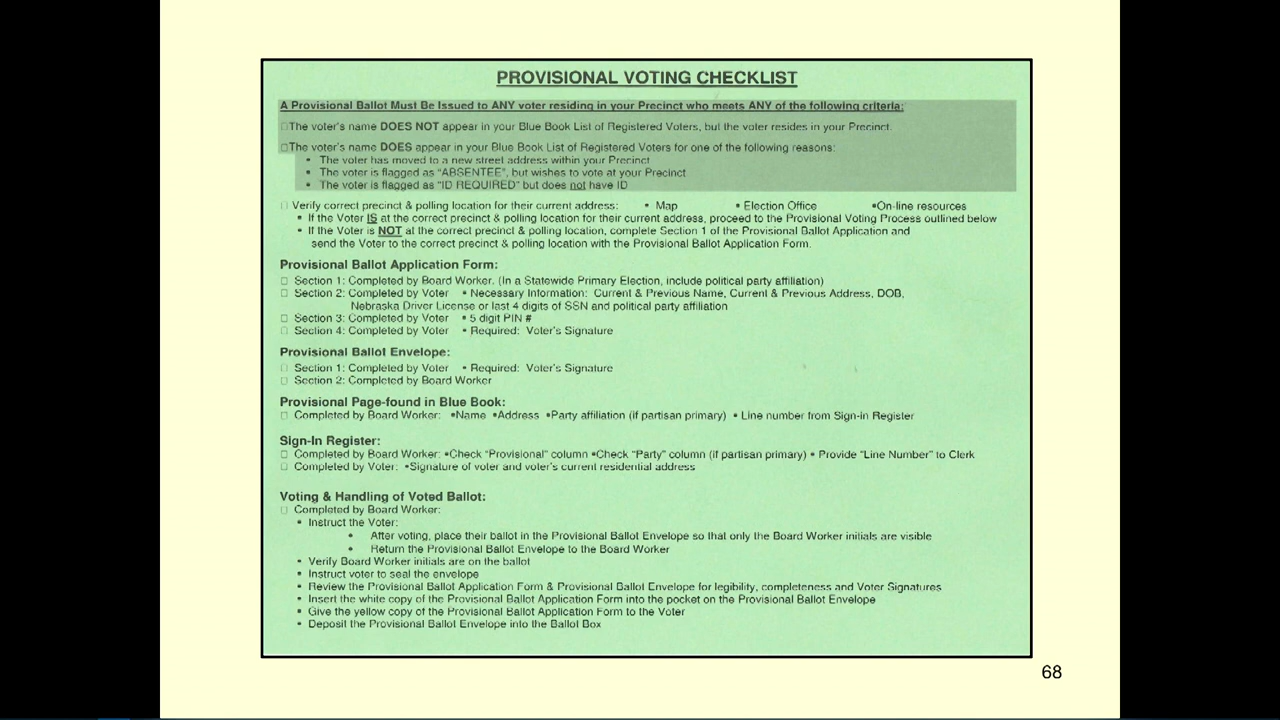 PROVISIONAL VOTING CHECKLIST
A Provisional Ballot Must Be Issued to ANY voter residing in your Precinct who meets ANY of the following criteria:
□The voter's name DOES NOT appear in your Blue Book List of Registered Voters, but the voter resides in your Precinct.
□The voter's name DOES appear in your Blue Book List of Registered Voters for one of the following reasons:
• The voter has moved to a new street address within your Precinct
• The voter is flagged as "ABSENTEE", but wishes to vote at your Precinct
• The voter is flagged as "ID REQUIRED" but does not have ID
□ Verify correct precinct & polling location for their current address: • Map • Election Office •On-line resources
• If the Voter IS at the correct precinct & polling location for their current address, proceed to the Provisional Voting Process outlined below
• If the Voter is NOT at the correct precinct & polling location, complete Section 1 of the Provisional Ballot Application and
send the Voter to the correct precinct & polling location with the Provisional Ballot Application Form.
Provisional Ballot Application Form:
□ Section 1: Completed by Board Worker. (In a Statewide Primary Election, include political party affiliation)
□ Section 2: Completed by Voter • Necessary Information: Current & Previous Name, Current & Previous Address, DOB,
Nebraska Driver License or last 4 digits of SSN and political party affiliation
□ Section 3: Completed by Voter • 5 digit PIN #
□ Section 4: Completed by Voter • Required: Voter's Signature
Provisional Ballot Envelope:
□ Section 1: Completed by Voter • Required: Voter's Signature
□ Section 2: Completed by Board Worker
Provisional Page-found in Blue Book:
□ Completed by Board Worker: •Name •Address •Party affiliation (if partisan primary) • Line number from Sign-in Register
Sign-In Register:
□ Completed by Board Worker: •Check "Provisional" column •Check "Party" column (if partisan primary) • Provide "Line Number" to Clerk
□ Completed by Voter: •Signature of voter and voter's current residential address
Voting & Handling of Voted Ballot:
□ Completed by Board Worker:
• Instruct the Voter:
• After voting, place their ballot in the Provisional Ballot Envelope so that only the Board Worker initials are visible
• Return the Provisional Ballot Envelope to the Board Worker
• Verify Board Worker initials are on the ballot
• Instruct voter to seal the envelope
• Review the Provisional Ballot Application Form & Provisional Ballot Envelope for legibility, completeness and Voter Signatures
• Insert the white copy of the Provisional Ballot Application Form into the pocket on the Provisional Ballot Envelope
• Give the yellow copy of the Provisional Ballot Application Form to the Voter
• Deposit the Provisional Ballot Envelope into the Ballot Box
68